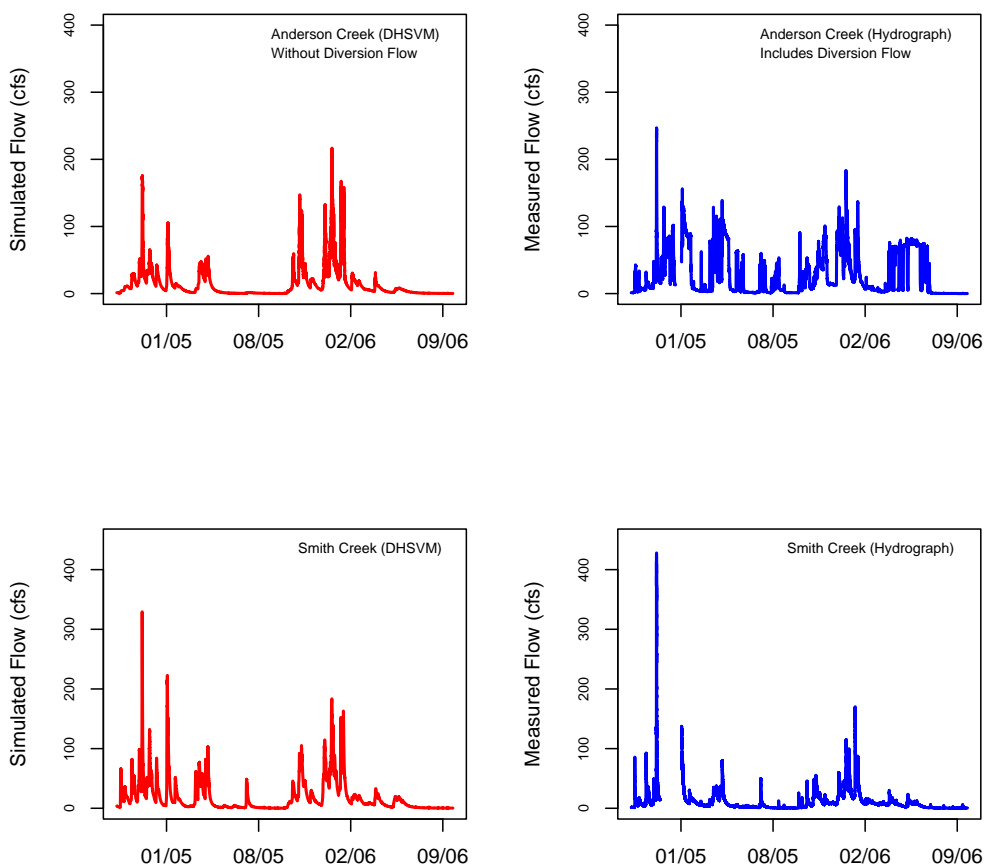 Anderson Creek (DHSVM)
Without Diversion Flow
Simulated Flow (cfs)
400
300
200
100
0
01/05 08/05 02/06 09/06
Anderson Creek (Hydrograph)
Includes Diversion Flow
Measured Flow (cfs)
400
300
200
100
0
01/05 08/05 02/06 09/06
Smith Creek (DHSVM)
Simulated Flow (cfs)
400
300
200
100
0
01/05 08/05 02/06 09/06
Smith Creek (Hydrograph)
Measured Flow (cfs)
400
300
200
100
0
01/05 08/05 02/06 09/06